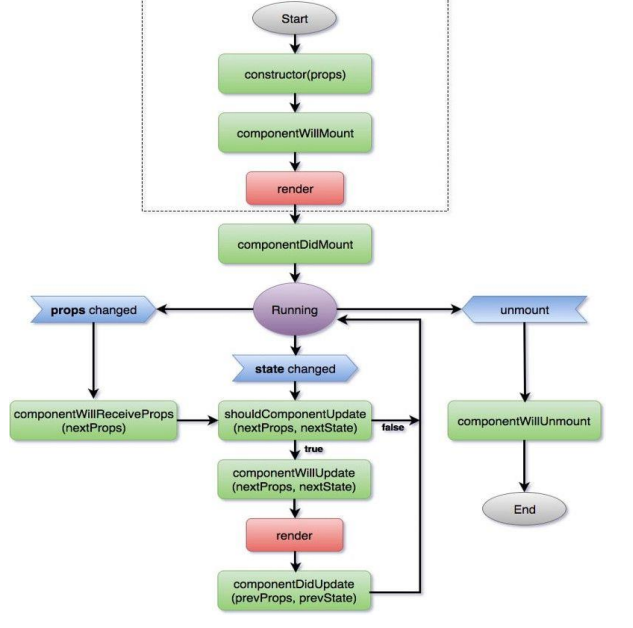 Start
constructor(props)
componentWillMount
render
componentDidMount
props changed
Running
unmount
state changed
componentWillReceiveProps
(nextProps)
shouldComponentUpdate
(nextProps, nextState)
false
componentWillUnmount
true
componentWillUpdate
(nextProps, nextState)
End
render
componentDidUpdate
(prevProps, prevState)